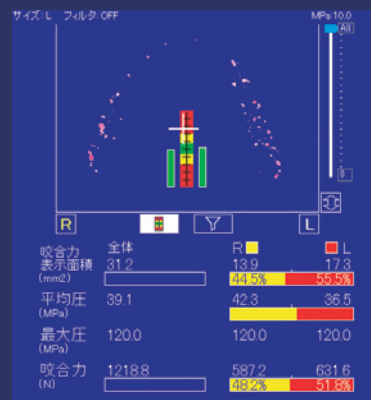 サイズ: L フィルタ OFF MPa 10.0
All
0
R L
咬合力 全体 R L
表示面積 31.2 13.9 17.3
(mm2) 44.5% 55.5%
平均圧 39.1 42.3 36.5
(MPa)
最大圧 120.0 120.0 120.0
(MPa)
咬合力 1218.8 587.2 631.6
(N) 48.2% 51.8%